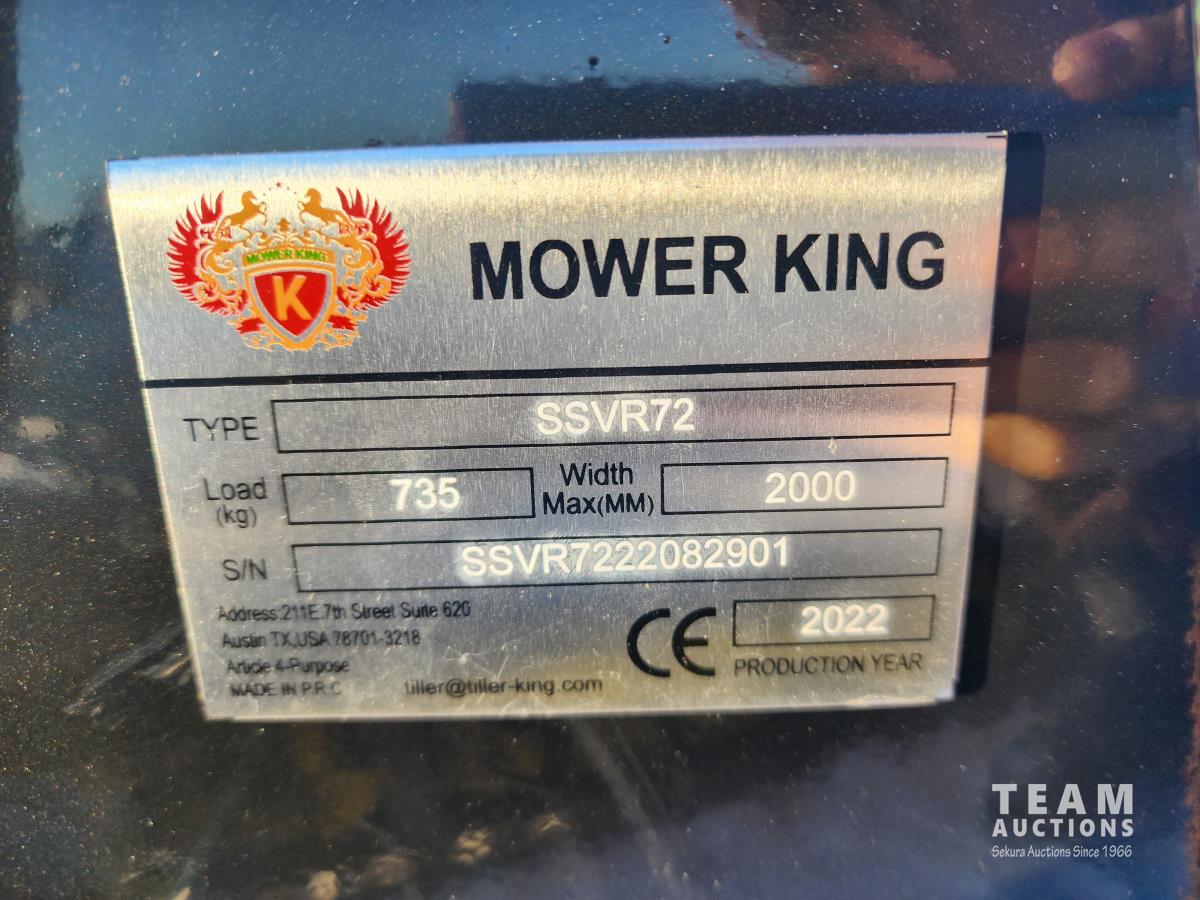 MOWER KING
K
MOWER KING
TYPE SSVR72
Load (kg) 735 Width Max(MM) 2000
S/N SSVR7222082901
Address:211E.7th Street Suite 620
Austin TX,USA 78701-3218
Article 4-Purpose
MADE IN P.R.C
tiller@tiller-king.com
CE
2022
PRODUCTION YEAR
TEAM
AUCTIONS
Sekura Auctions Since 1966